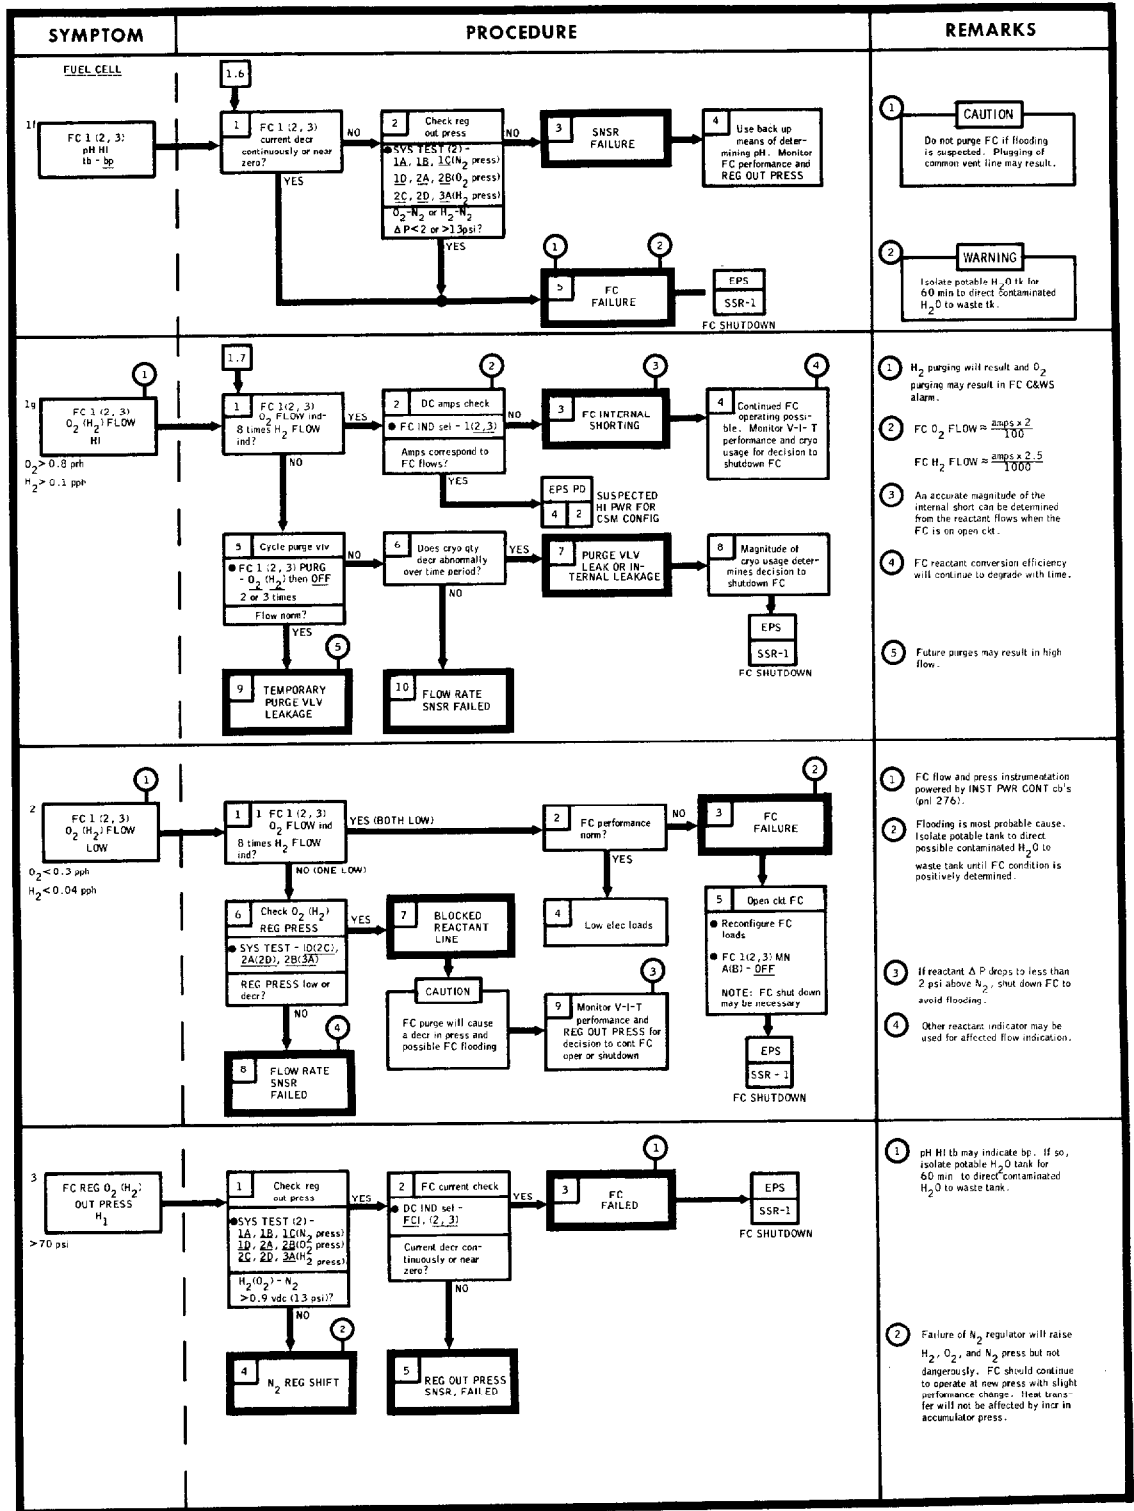 SYMPTOM
PROCEDURE
REMARKS
FUEL CELL
1f
FC 1 (2, 3)
pH HI
tb - bp
1.6
1
FC 1 (2, 3)
current decr
continuously or near
zero?
NO
YES
2
Check reg
out press
SYS TEST (2) -
1A, 1B, 1C(N2 press)
1D, 2A, 2B(O2 press)
2C, 2D, 3A(H2 press)
O2-N2 or H2-N2
Δ P < 2 or >13psi?
NO
YES
3
SNSR
FAILURE
4
Use back up
means of deter-
mining pH. Monitor
FC perfomance and
REG OUT PRESS
1
2
5
FC
FAILURE
EPS
SSR-1
FC SHUTDOWN
1
CAUTION
Do not purge FC if flooding
is suspected. Plugging of
common vent line may result.
2
WARNING
Isolate potable H2O tk for
60 min to direct contaminated
H2O to waste tk.
1g
1
FC 1 (2, 3)
O2 (H2) FLOW
HI
O2 > 0.8 prh
H2 > 0.1 pph
1.7
1
FC 1 (2, 3)
O2 FLOW ind-
8 times H2 FLOW
ind?
YES
NO
2
2
DC amps check
FC IND sel - 1(2,3)
Amps correspond to
FC flows?
NO
YES
3
3
FC INTERNAL
SHORTING
4
4
Continued FC
operating possi-
ble. Monitor V-I-T
performance and cryo
usage for decision to
shutdown FC
EPS PD
4 2
SUSPECTED
HI PWR FOR
CSM CONFIG
5
Cycle purge vlv
FC 1 (2, 3) PURG
- O2 (H2) then OFF
2 or 3 times
Flow norm?
NO
YES
6
Does cryo qty
decr abnormally
over time period?
YES
NO
7
PURGE VLV
LEAK OR IN-
TERNAL LEAKAGE
8
Magnitude of
cryo usage deter-
mines decision to
shutdown FC
EPS
SSR-1
FC SHUTDOWN
5
9
TEMPORARY
PURGE VLV
LEAKAGE
10
FLOW RATE
SNSR FAILED
1
H2 purging will result and O2
purging may result in FC C&WS
alarm.
2
FC O2 FLOW ≈ amps x 2
100
FC H2 FLOW ≈ amps x 2.5
1000
3
An accurate magnitude of the
internal short can be determined
from the reactant flows when the
FC is on open ckt.
4
FC reactant conversion efficiency
will continue to degrade with time.
5
Future purges may result in high
flow.
2
1
FC 1 (2, 3)
O2 (H2) FLOW
LOW
O2 < 0.3 pph
H2 < 0.04 pph
1
1 FC 1 (2, 3)
O2 FLOW ind
8 times H2 FLOW
ind?
YES (BOTH LOW)
NO (ONE LOW)
2
FC performance
norm?
NO
YES
2
3
FC
FAILURE
4
Low elec loads
5
Open ckt FC
Reconfigure FC
loads
FC 1(2,3) MN
A(B) - OFF
NOTE: FC shut down
may be necessary
EPS
SSR - 1
FC SHUTDOWN
6
Check O2 (H2)
REG PRESS
SYS TEST - 1D(2C),
2A(2D), 2B(3A)
REG PRESS low or
decr?
YES
NO
7
BLOCKED
REACTANT
LINE
CAUTION
FC purge will cause
a decr in press and
possible FC flooding
3
9
Monitor V-I-T
performance and
REG OUT PRESS for
decision to cont FC
oper or shutdown
4
8
FLOW RATE
SNSR
FAILED
1
FC flow and press instrumentation
powered by INST PWR CONT cb's
(pnl 276).
2
Flooding is most probable cause.
Isolate potable tank to direct
possible contaminated H2O to
waste tank until FC condition is
positively determined.
3
If reactant Δ P drops to less than
2 psi above N2, shut down FC to
avoid flooding.
4
Other reactant indicator may be
used for affected flow indication.
3
FC REG O2 (H2)
OUT PRESS
H1
>70 psi
1
Check reg
out press
SYS TEST (2) -
1A, 1B, 1C(N2 press)
1D, 2A, 2B(O2 press)
2C, 2D, 3A(H2 press)
H2(O2) - N2
>0.9 vdc (13 psi)?
YES
NO
2
FC current check
DC IND sel -
FC1, (2, 3)
Current decr con-
tinuously or near
zero?
YES
NO
1
3
FC
FAILED
EPS
SSR-1
FC SHUTDOWN
2
4
N2 REG SHIFT
5
REG OUT PRESS
SNSR, FAILED
1
pH HI tb may indicate bp. If so,
isolate potable H2O tank for
60 min to direct contaminated
H2O to waste tank.
2
Failure of N2 regulator will raise
H2, O2, and N2 press but not
dangerously. FC should continue
to operate at new press with slight
performance change. Heat trans-
fer will not be affected by incr in
accumulator press.